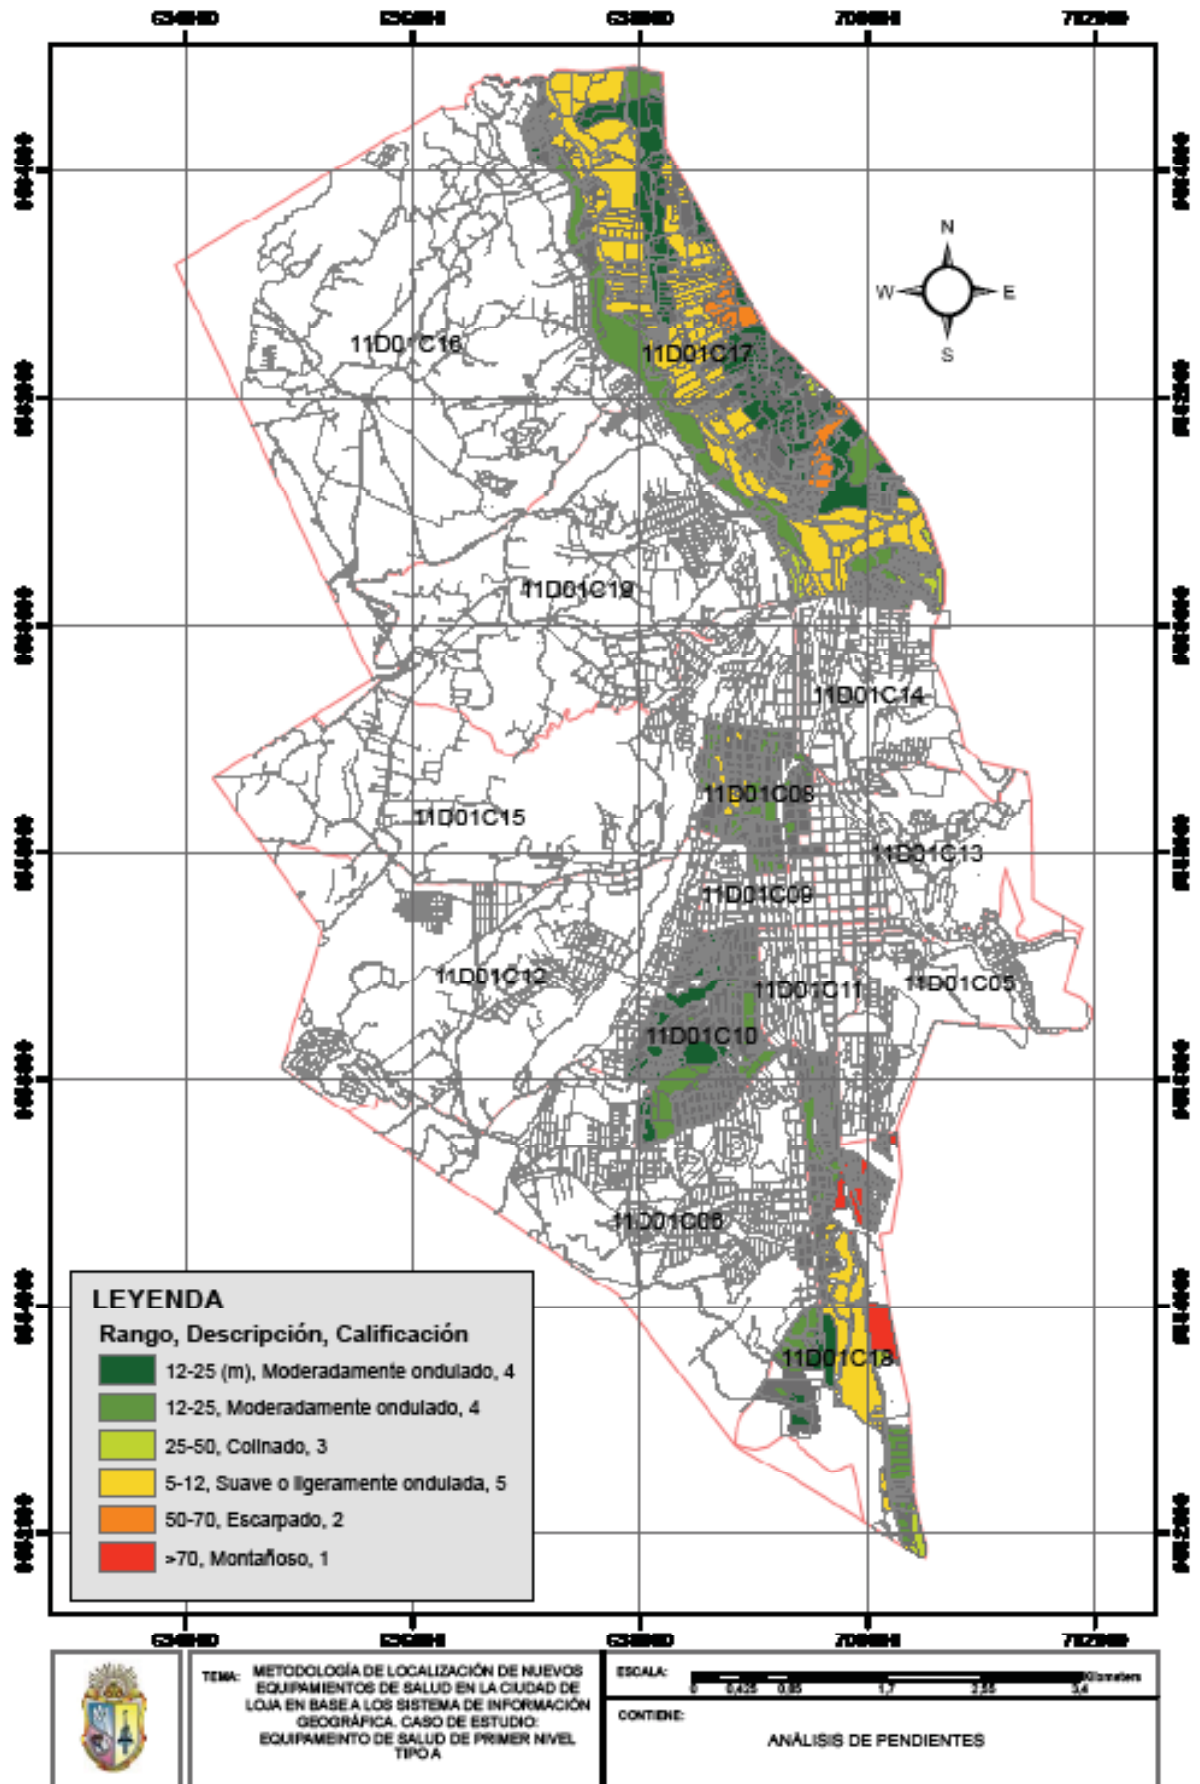 N
W E
S
11D01C16
11D01C17
11D01C19
11D01C14
11D01C08
11D01C15
11D01C13
11D01C09
11D01C12
11D01C11
11D01C05
11D01C10
11D01C06
11D01C18
LEYENDA
Rango, Descripción, Calificación
12-25 (m), Moderadamente ondulado, 4
12-25, Moderadamente ondulado, 4
25-50, Colinado, 3
5-12, Suave o ligeramente ondulada, 5
50-70, Escarpado, 2
>70, Montañoso, 1
TEMA: METODOLOGÍA DE LOCALIZACIÓN DE NUEVOS
EQUIPAMIENTOS DE SALUD EN LA CIUDAD DE
LOJA EN BASE A LOS SISTEMA DE INFORMACIÓN
GEOGRÁFICA. CASO DE ESTUDIO:
EQUIPAMEINTO DE SALUD DE PRIMER NIVEL
TIPO A
ESCALA:
Kilometers
0 0,425 0,85 1,7 2,55 3,4
CONTIENE:
ANÁLISIS DE PENDIENTES